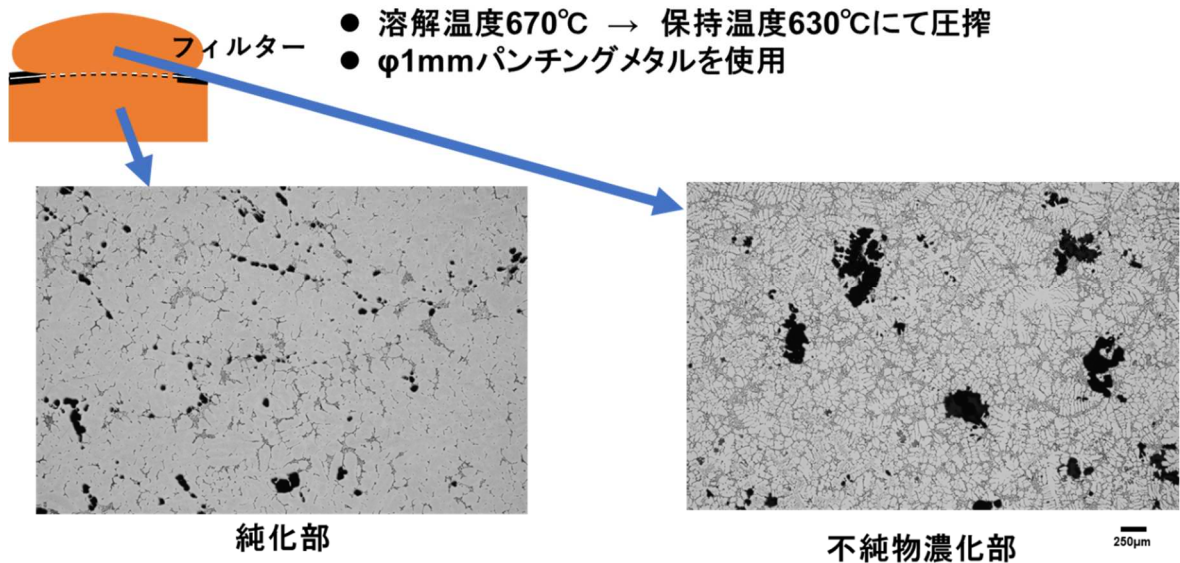 ● 溶解温度670℃ → 保持温度630℃にて圧搾
● φ1mmパンチングメタルを使用
フィルター
純化部
不純物濃化部
250μm